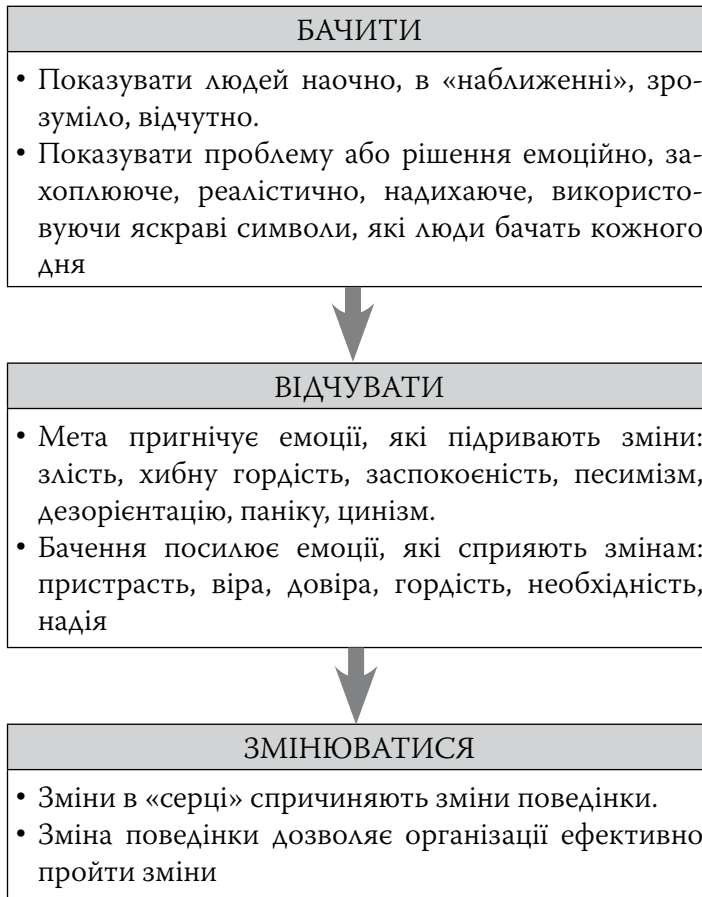 БАЧИТИ
• Показувати людей наочно, в «наближенні», зро-
зуміло, відчутно.
• Показувати проблему або рішення емоційно, за-
хоплююче, реалістично, надихаюче, використо-
вуючи яскраві символи, які люди бачать кожного
дня
ВІДЧУВАТИ
• Мета пригнічує емоції, які підривають зміни:
злість, хибну гордість, заспокоєність, песимізм,
дезорієнтацію, паніку, цинізм.
• Бачення посилює емоції, які сприяють змінам:
пристрасть, віра, довіра, гордість, необхідність,
надія
ЗМІНЮВАТИСЯ
• Зміни в «серці» спричиняють зміни поведінки.
• Зміна поведінки дозволяє організації ефективно
пройти зміни